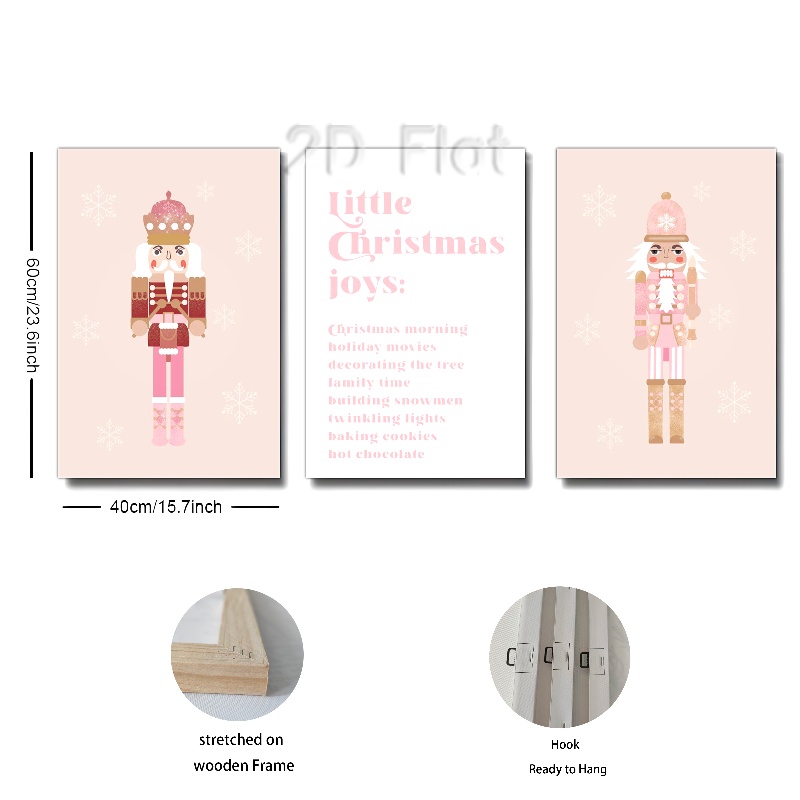 2D Flat
Little
Christmas
joys:
Christmas morning
holiday movies
decorating the tree
family time
building snowmen
twinkling lights
baking cookies
hot chocolate
60cm/23.6inch
40cm/15.7inch
stretched on
wooden Frame
Hook
Ready to Hang